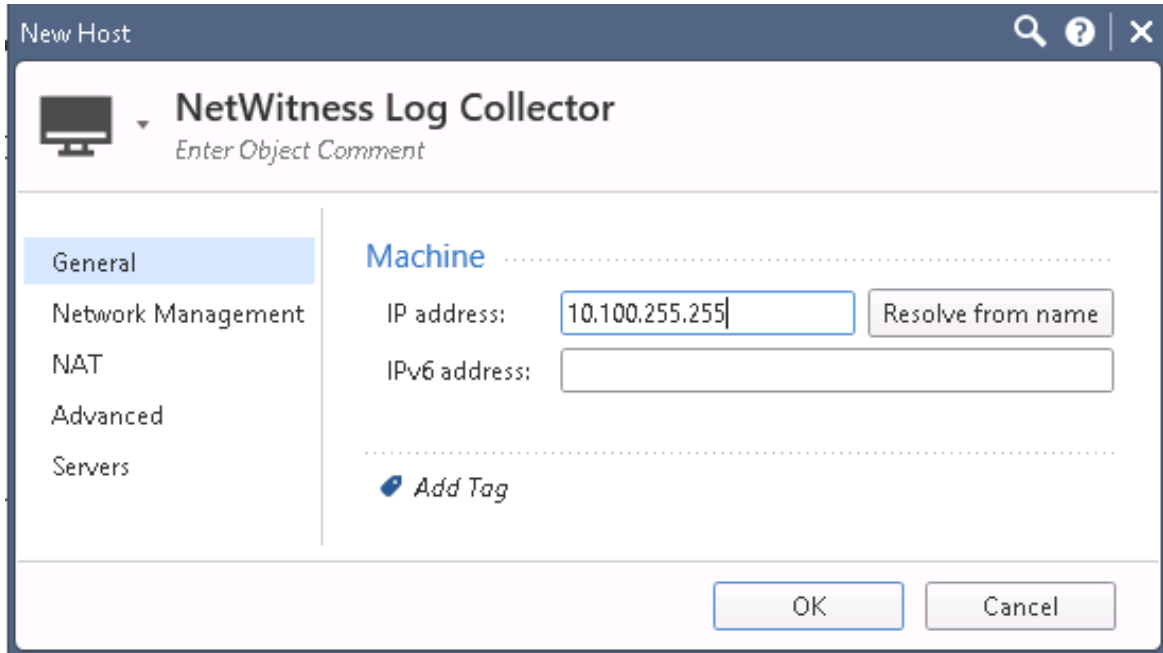 New Host
NetWitness Log Collector
Enter Object Comment
General
Network Management
NAT
Advanced
Servers
Machine
IP address: 10.100.255.255 Resolve from name
IPv6 address:
Add Tag
OK Cancel